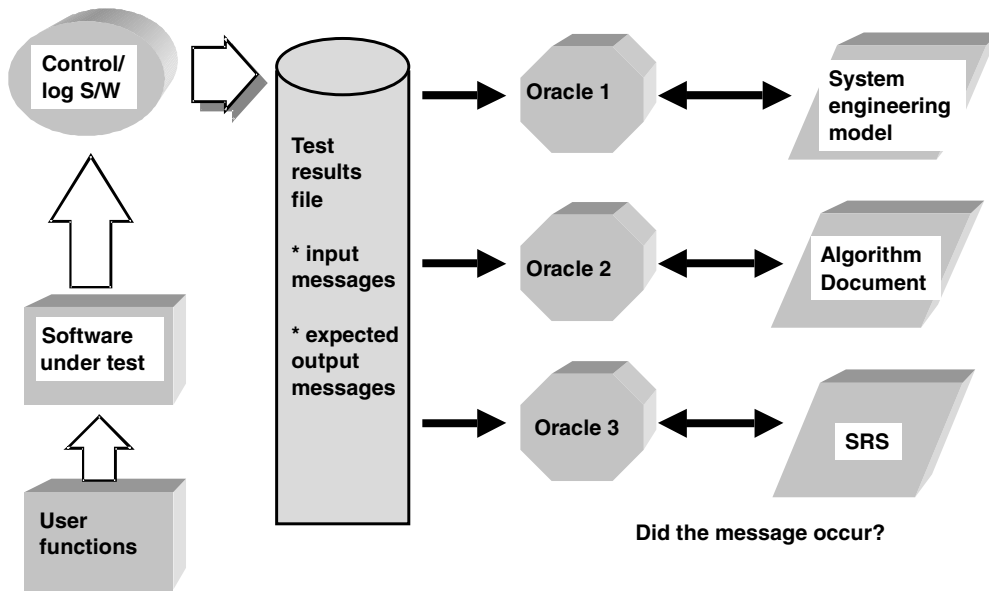 Control/
log S/W
Software
under test
User
functions
Test
results
file
* input
messages
* expected
output
messages
Oracle 1
System
engineering
model
Oracle 2
Algorithm
Document
Oracle 3
SRS
Did the message occur?